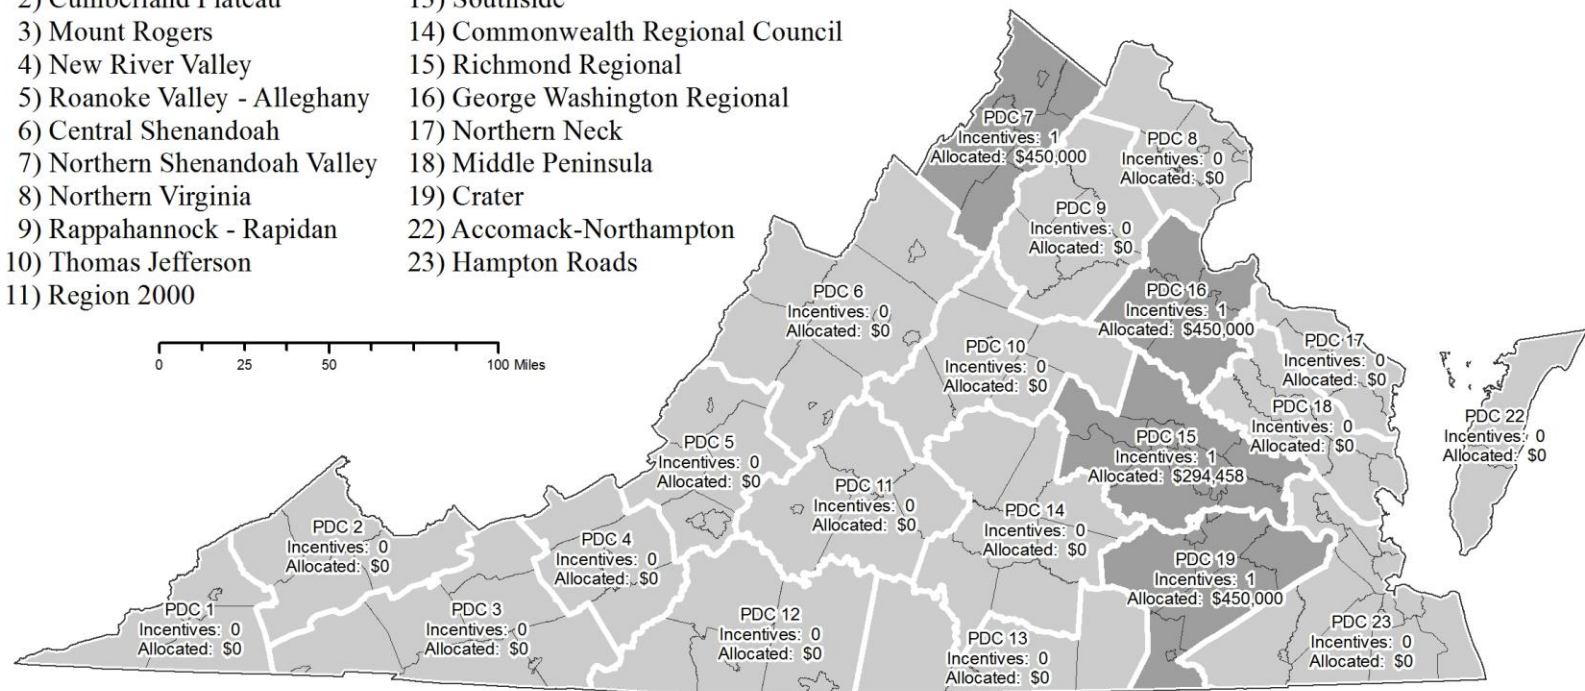 2) Cumberland Plateau
3) Mount Rogers
4) New River Valley
5) Roanoke Valley - Alleghany
6) Central Shenandoah
7) Northern Shenandoah Valley
8) Northern Virginia
9) Rappahannock - Rapidan
10) Thomas Jefferson
11) Region 2000
13) Southside
14) Commonwealth Regional Council
15) Richmond Regional
16) George Washington Regional
17) Northern Neck
18) Middle Peninsula
19) Crater
22) Accomack-Northampton
23) Hampton Roads
0 25 50 100 Miles
PDC 7
Incentives: 1
Allocated: $450,000
PDC 8
Incentives: 0
Allocated: $0
PDC 9
Incentives: 0
Allocated: $0
PDC 6
Incentives: 0
Allocated: $0
PDC 16
Incentives: 1
Allocated: $450,000
PDC 10
Incentives: 0
Allocated: $0
PDC 17
Incentives: 0
Allocated: $0
PDC 18
Incentives: 0
Allocated: $0
PDC 22
Incentives: 0
Allocated: $0
PDC 5
Incentives: 0
Allocated: $0
PDC 15
Incentives: 1
Allocated: $294,458
PDC 11
Incentives: 0
Allocated: $0
PDC 14
Incentives: 0
Allocated: $0
PDC 2
Incentives: 0
Allocated: $0
PDC 4
Incentives: 0
Allocated: $0
PDC 19
Incentives: 1
Allocated: $450,000
PDC 1
Incentives: 0
Allocated: $0
PDC 3
Incentives: 0
Allocated: $0
PDC 12
Incentives: 0
Allocated: $0
PDC 13
Incentives: 0
Allocated: $0
PDC 23
Incentives: 0
Allocated: $0